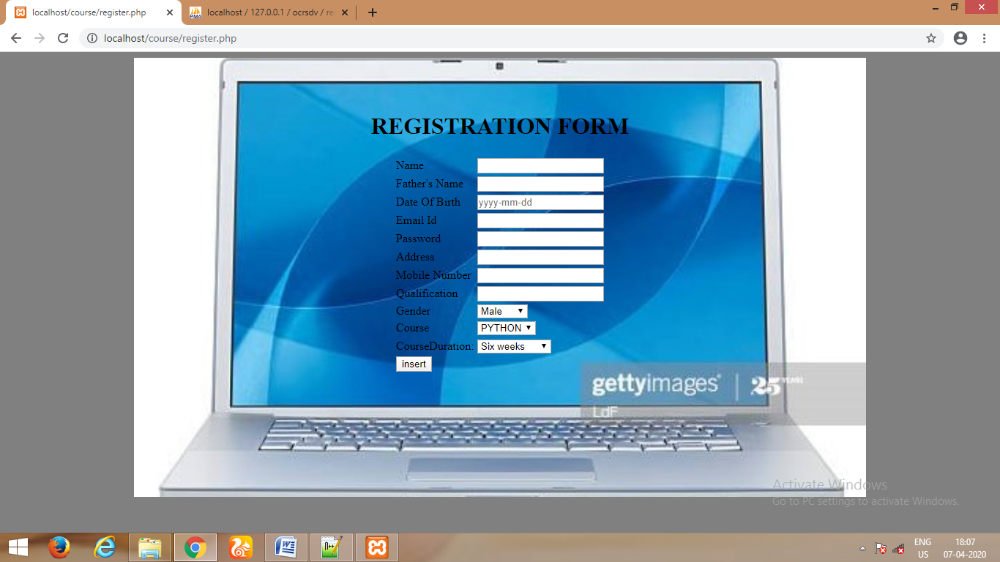 localhost/course/register.php
localhost / 127.0.0.1 / ocrsdv / re
localhost/course/register.php
REGISTRATION FORM
Name
Father's Name
Date Of Birth yyyy-mm-dd
Email Id
Password
Address
Mobile Number
Qualification
Gender Male
Course PYTHON
CourseDuration: Six weeks
insert
gettyimages 25 YEARS
LdF
Activate Windows
Go to PC settings to activate Windows.
ENG 18:07
US 07-04-2020